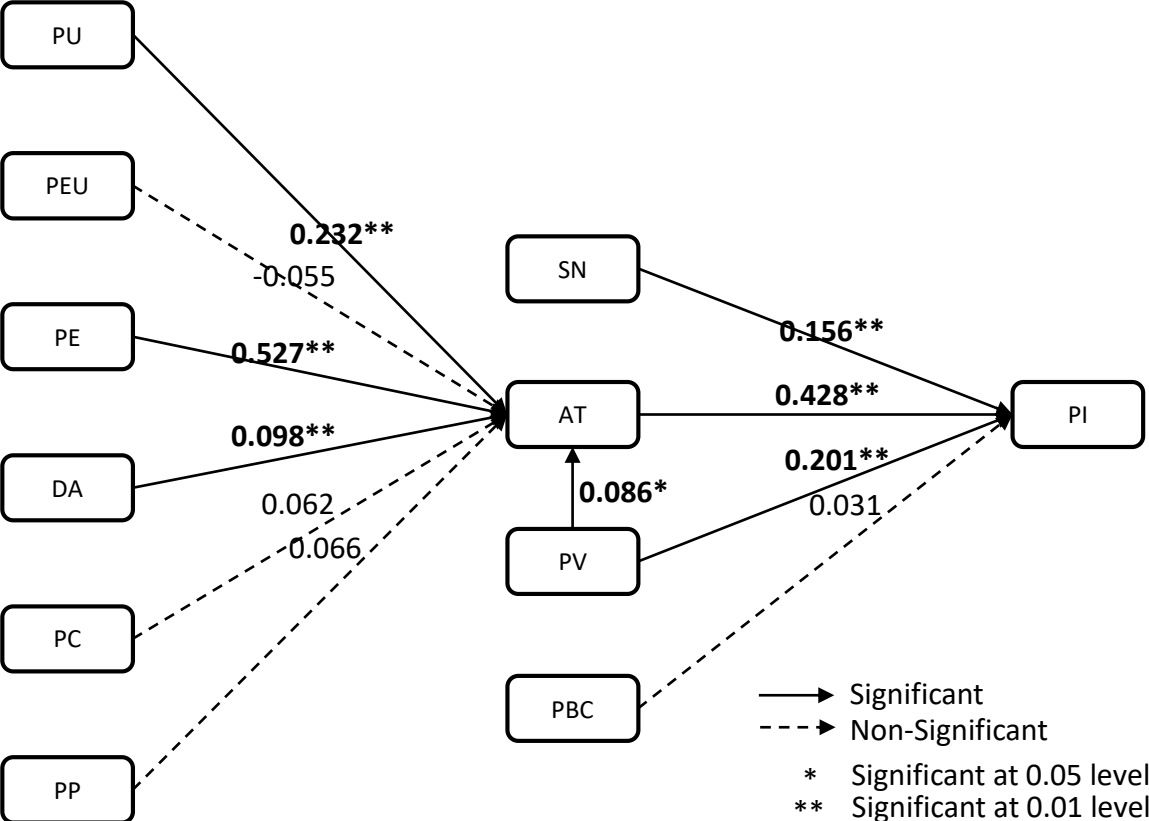 PU
PEU
0.232**
SN
-0.055
PE
0.156**
0.527**
0.428**
AT
PI
0.098**
0.201**
DA
0.086*
0.062
0.031
0.066
PV
PC
Significant
PBC
Non-Significant
* Significant at 0.05 level
PP
** Significant at 0.01 level